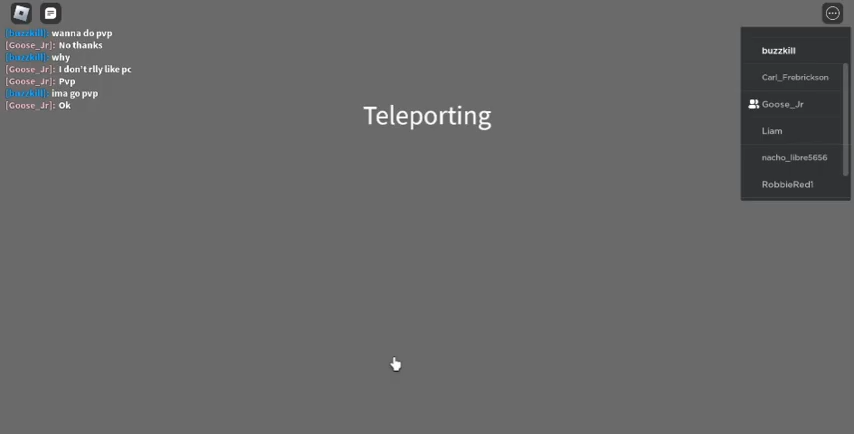 [buzzkill]: wanna do pvp
[Goose_Jr]: No thanks
[buzzkill]: why
[Goose_Jr]: I don't rlly like pc
[Goose_Jr]: Pvp
[buzzkill]: ima go pvp
[Goose_Jr]: Ok
Teleporting
buzzkill
Carl_Frebrickson
Goose_Jr
Liam
nacho_libre5656
RobbieRed1